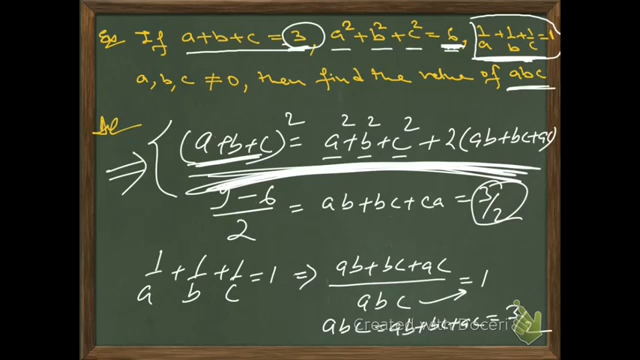 Ex If a+b+c = 3, a²+b²+c² = 6, 1/a+1/b+1/c=1
a, b, c ≠0, then find the value of abc
(a+b+c)² = a²+b²+c² + 2(ab+bc+ac)
⇒
9-6/2 = ab+bc+ca = 3/2
1/a+1/b+1/c=1 ⇒ ab+bc+ac/abc = 1
abc = ab+bc+ac = 3/2